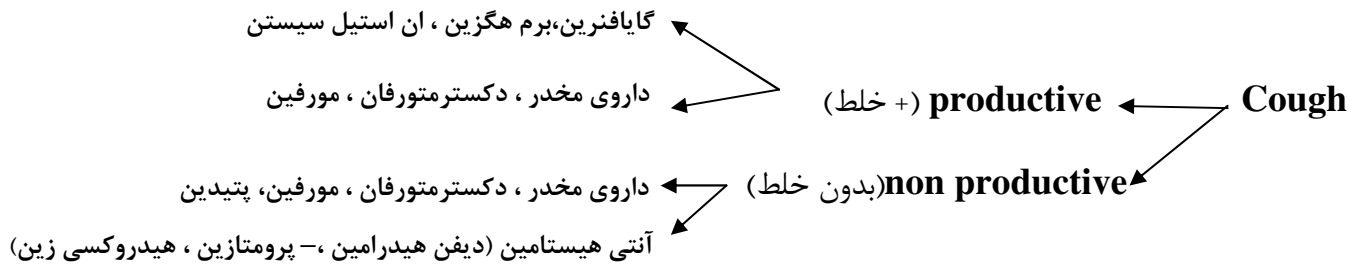 گایافنرین،برم هگزین ، ان استیل سیستن
داروی مخدر ، دکسترمتورفان ، مورفین
Cough
productive (+ خلط)
non productive(بدون خلط)
داروی مخدر ، دکسترمتورفان ، مورفین، پتیدین
آنتی هیستامین (دیفن هیدرامین ،– پرومتازین ، هیدروکسی زین)